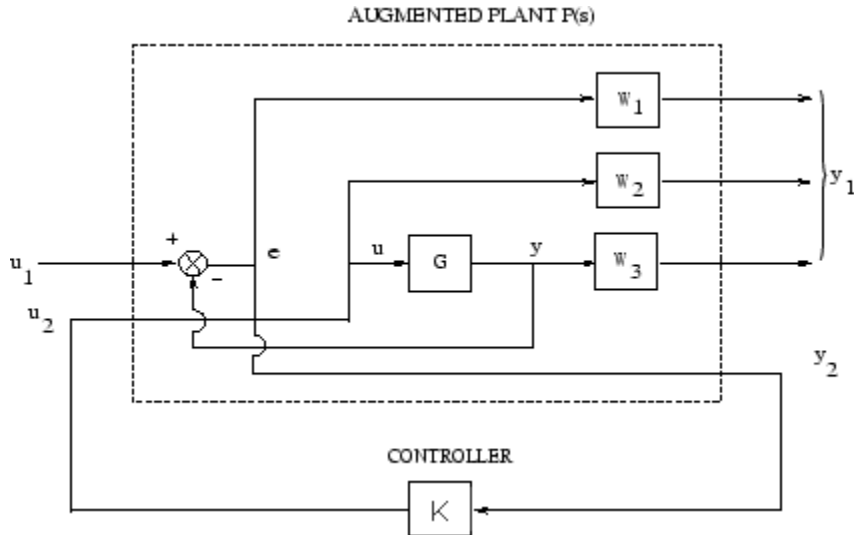 AUGMENTED PLANT P(s)
W1
W2
y1
+
e
u
G
y
W3
u1
−
u2
y2
CONTROLLER
K